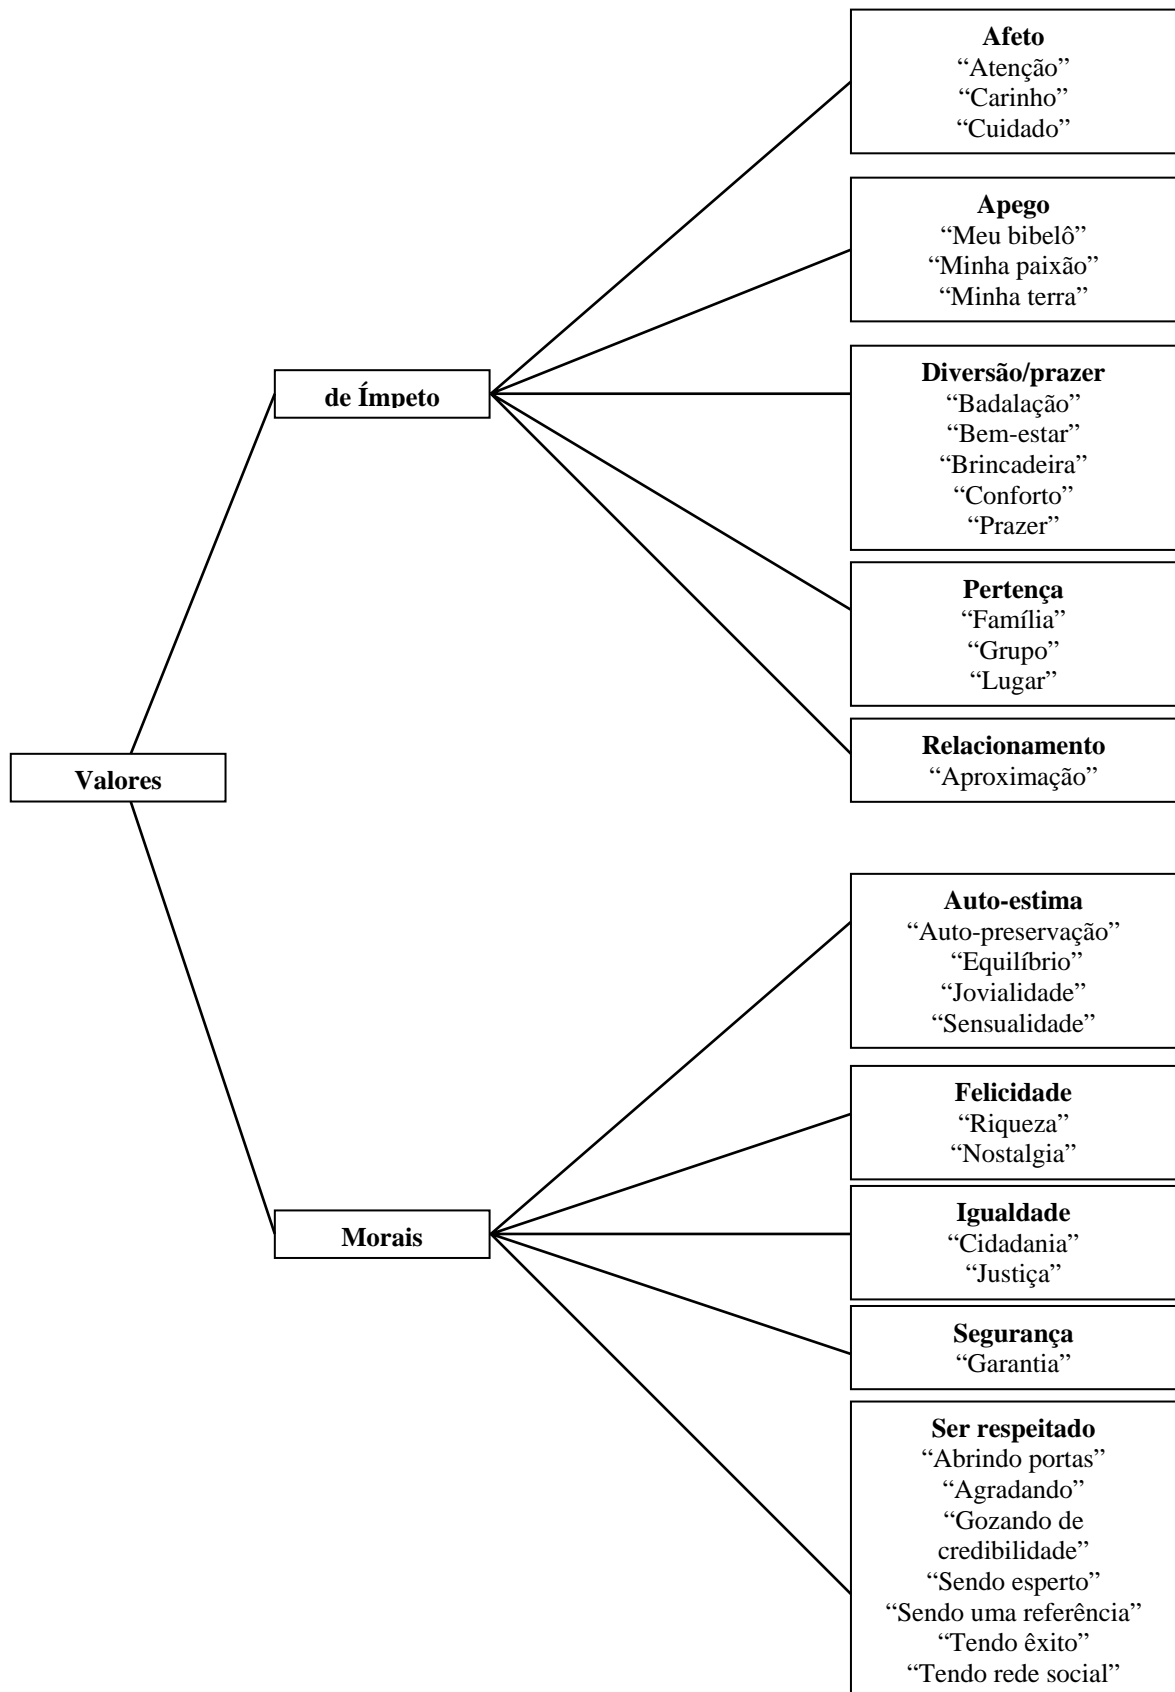 Afeto
“Atenção”
“Carinho”
“Cuidado”
Apego
“Meu bibelô”
“Minha paixão”
“Minha terra”
Diversão/prazer
“Badalação”
“Bem-estar”
“Brincadeira”
“Conforto”
“Prazer”
de Ímpeto
Pertença
“Família”
“Grupo”
“Lugar”
Relacionamento
“Aproximação”
Valores
Auto-estima
“Auto-preservação”
“Equilíbrio”
“Jovialidade”
“Sensualidade”
Felicidade
“Riqueza”
“Nostalgia”
Igualdade
“Cidadania”
“Justiça”
Morais
Segurança
“Garantia”
Ser respeitado
“Abrindo portas”
“Agradando”
“Gozando de
credibilidade”
“Sendo esperto”
“Sendo uma referência”
“Tendo êxito”
“Tendo rede social”